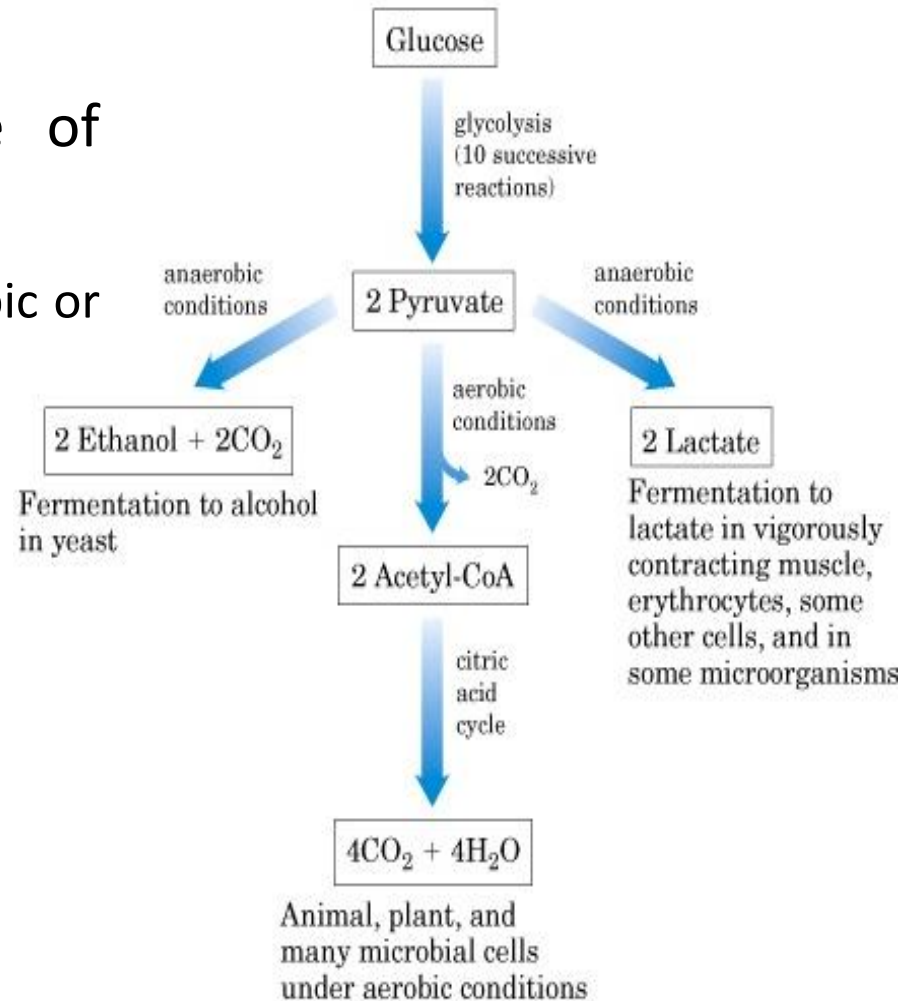 Glucose
of
glycolysis
(10 successive
reactions)
anaerobic
conditions
2 Pyruvate
anaerobic
conditions
or
aerobic
conditions
2CO₂
2 Ethanol + 2CO₂
Fermentation to alcohol
in yeast
2 Lactate
Fermentation to
lactate in vigorously
contracting muscle,
erythrocytes, some
other cells, and in
some microorganisms
2 Acetyl-CoA
citric
acid
cycle
4CO₂ + 4H₂O
Animal, plant, and
many microbial cells
under aerobic conditions